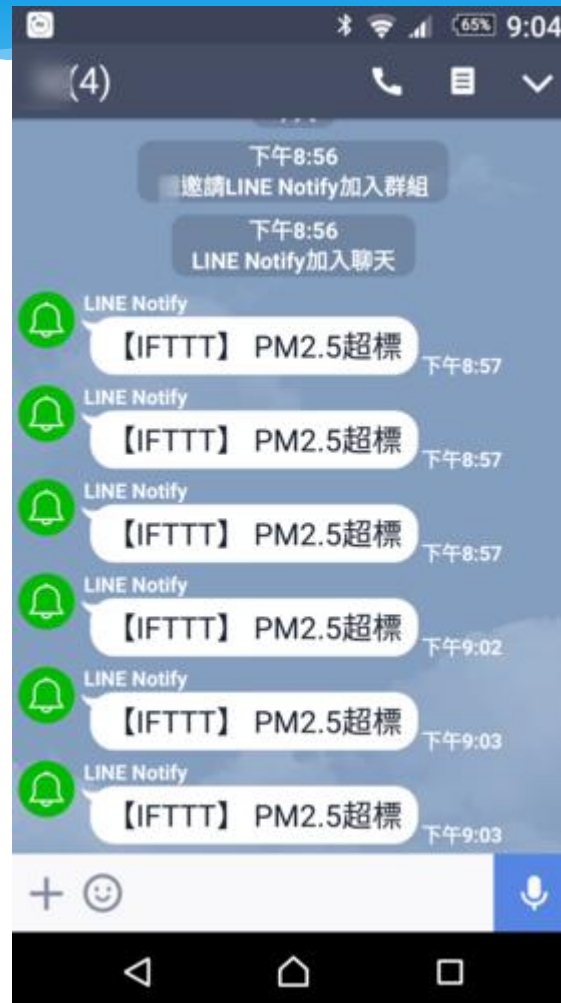 65% 9:04
(4)
下午8:56
邀請LINE Notify加入群組
下午8:56
LINE Notify加入聊天
LINE Notify
【IFTTT】 PM2.5超標
下午8:57
LINE Notify
【IFTTT】 PM2.5超標
下午8:57
LINE Notify
【IFTTT】 PM2.5超標
下午8:57
LINE Notify
【IFTTT】 PM2.5超標
下午9:02
LINE Notify
【IFTTT】 PM2.5超標
下午9:03
LINE Notify
【IFTTT】 PM2.5超標
下午9:03